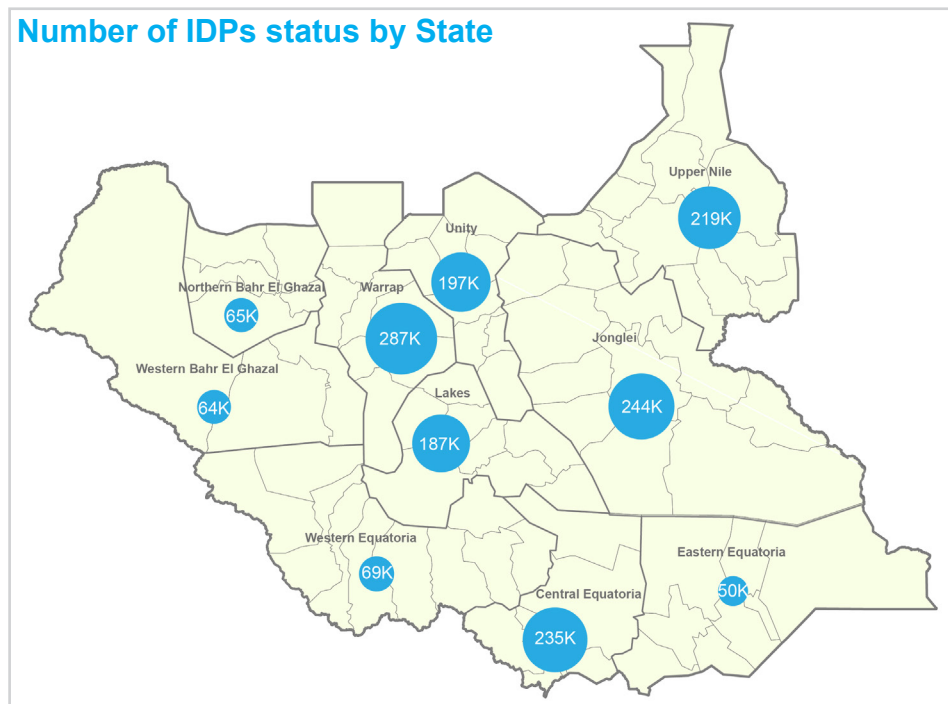 Number of IDPs status by State
Upper Nile
219K
Unity
197K
Northern Bahr El Ghazal
65K
Warrap
287K
Jonglei
244K
Western Bahr El Ghazal
64K
Lakes
187K
Western Equatoria
69K
Eastern Equatoria
50K
Central Equatoria
235K